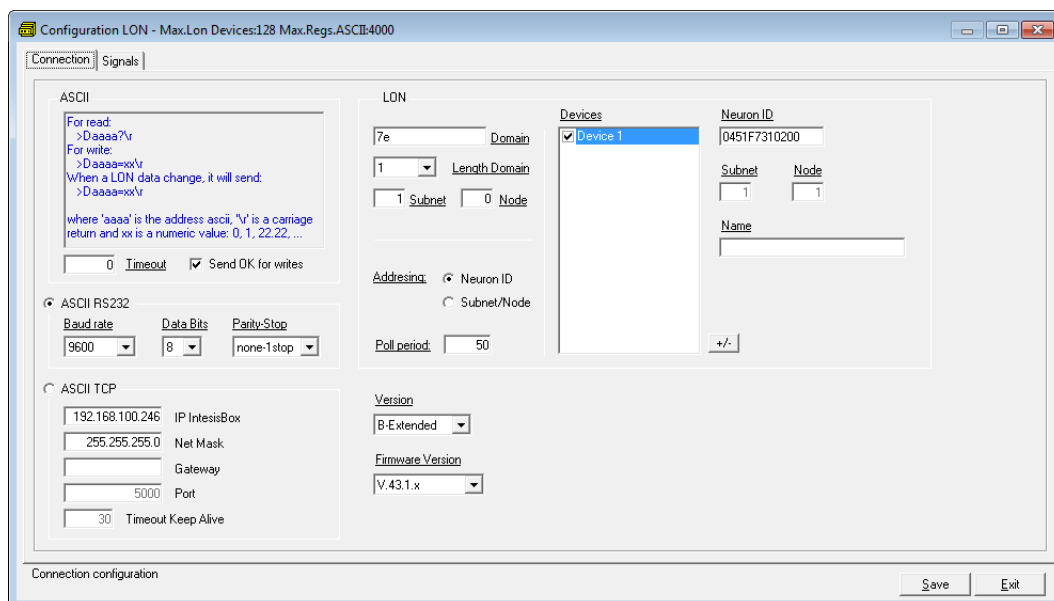 Configuration LON - Max.Lon Devices:128 Max.Regs.ASCII:4000
Connection Signals
ASCII
For read:
>Daaaa?\r
For write:
>Daaaa=xx\r
When a LON data change, it will send:
>Daaaa=xx\r
where 'aaaa' is the address ascii, '\r' is a carriage
return and xx is a numeric value: 0, 1, 22.22, ...
0 Timeout Send OK for writes
ASCII RS232
Baud rate Data Bits Parity-Stop
9600 8 none-1stop
ASCII TCP
192.168.100.246 IP IntesisBox
255.255.255.0 Net Mask
Gateway
5000 Port
30 Timeout Keep Alive
LON
7e Domain
1 Length Domain
1 Subnet 0 Node
Addresing: Neuron ID
Subnet/Node
Poll period: 50
Devices
Device 1
Neuron ID
0451F7310200
Subnet Node
1 1
Name
+/-
Version
B-Extended
Firmware Version
V.43.1.x
Connection configuration
Save Exit